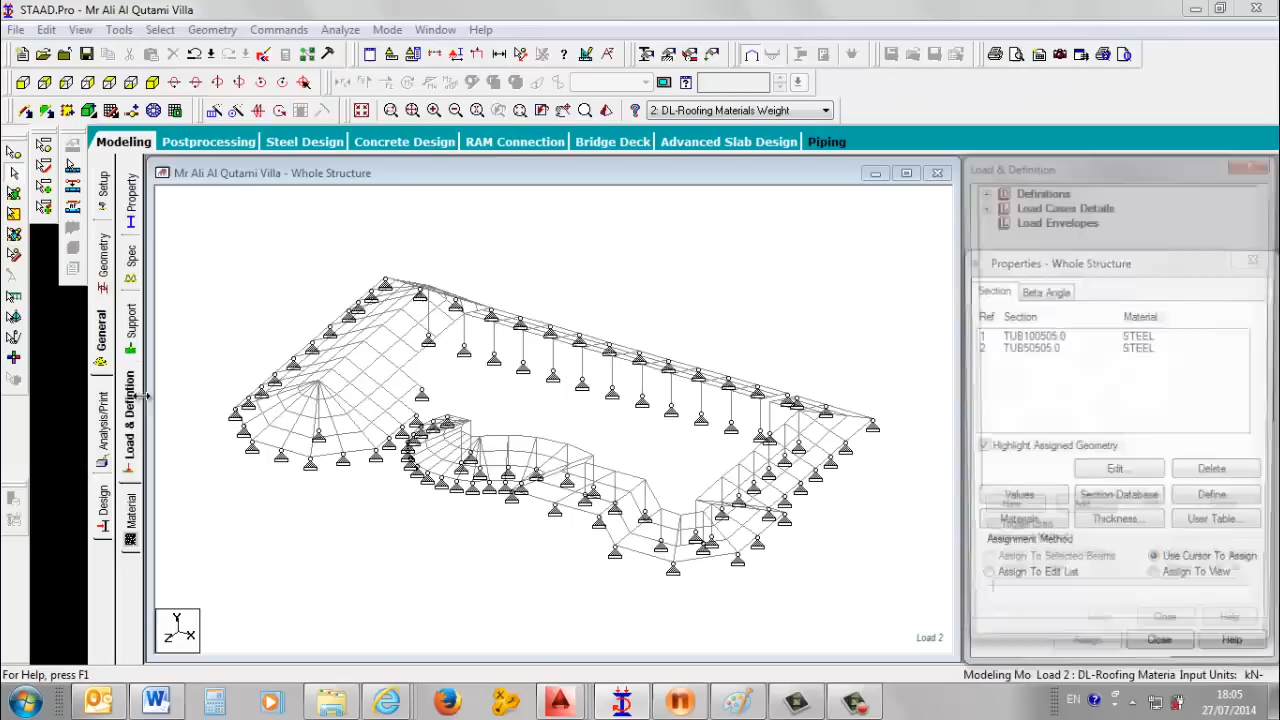 STAAD.Pro - Mr Ali Al Qutami Villa
File Edit View Tools Select Geometry Commands Analyze Mode Window Help
2: DL-Roofing Materials Weight
Modeling Postprocessing Steel Design Concrete Design RAM Connection Bridge Deck Advanced Slab Design Piping
Setup
Geometry
General
Analysis/Print
Design
Property
Spec
Support
Load & Definition
Material
Mr Ali Al Qutami Villa - Whole Structure
Y
Z X
Load 2
Load & Definition
Definitions
Load Cases Details
Load Envelopes
Properties - Whole Structure
Section Beta Angle
Ref Section Material
1 TUB100505.0 STEEL
2 TUB50505.0 STEEL
Highlight Assigned Geometry
Edit... Delete
Values Section Database Define...
Materials... Thickness... User Table...
Assignment Method
Assign To Selected Beams Use Cursor To Assign
Assign To Edit List Assign To View
Close Help
Assign Close Help
For Help, press F1
Modeling Mo Load 2 : DL-Roofing Materia Input Units: kN-
EN
18:05
27/07/2014